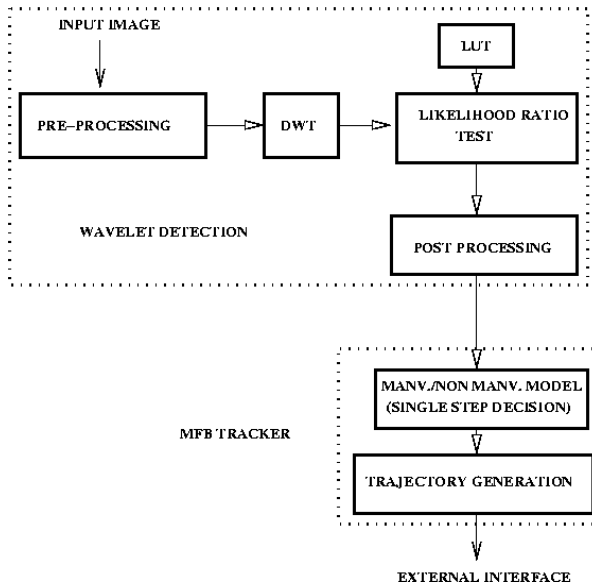 INPUT IMAGE
LUT
PRE-PROCESSING
DWT
LIKELIHOOD RATIO
TEST
WAVELET DETECTION
POST PROCESSING
MANV./NON MANV. MODEL
(SINGLE STEP DECISION)
MFB TRACKER
TRAJECTORY GENERATION
EXTERNAL INTERFACE